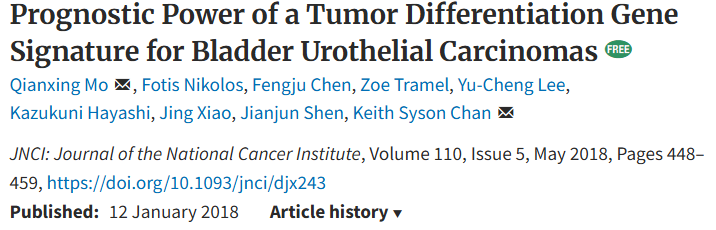 Prognostic Power of a Tumor Differentiation Gene
Signature for Bladder Urothelial Carcinomas FREE
Qianxing Mo, Fotis Nikolos, Fengju Chen, Zoe Tramel, Yu-Cheng Lee,
Kazukuni Hayashi, Jing Xiao, Jianjun Shen, Keith Syson Chan
JNCI: Journal of the National Cancer Institute, Volume 110, Issue 5, May 2018, Pages 448–
459, https://doi.org/10.1093/jnci/djx243
Published: 12 January 2018 Article history ▾